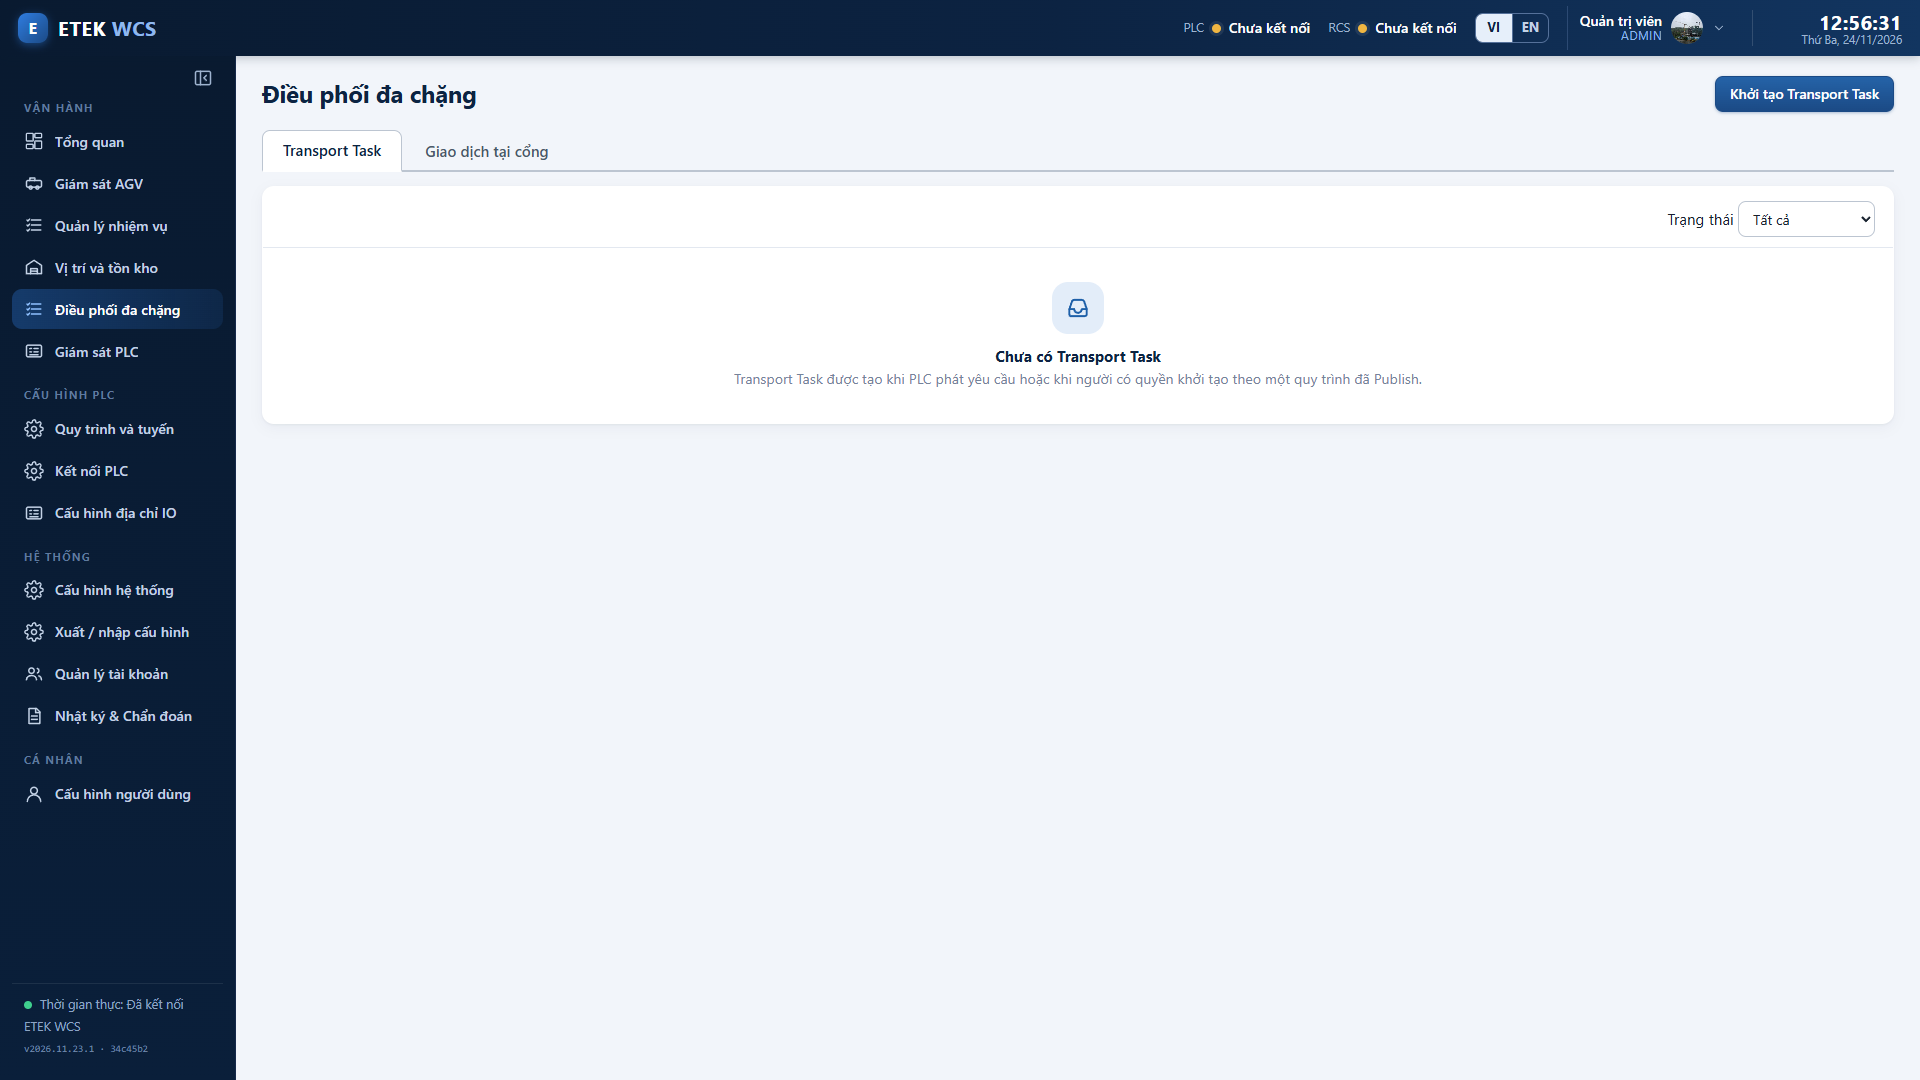 E ETEK WCS
PLC Chưa kết nối RCS Chưa kết nối VI EN
Quản trị viên
ADMIN
12:56:31
Thứ Ba, 24/11/2026
VẬN HÀNH
Tổng quan
Giám sát AGV
Quản lý nhiệm vụ
Vị trí và tồn kho
Điều phối đa chặng
Giám sát PLC
CẤU HÌNH PLC
Quy trình và tuyến
Kết nối PLC
Cấu hình địa chỉ IO
HỆ THỐNG
Cấu hình hệ thống
Xuất / nhập cấu hình
Quản lý tài khoản
Nhật ký & Chẩn đoán
CÁ NHÂN
Cấu hình người dùng
Thời gian thực: Đã kết nối
ETEK WCS
v2026.11.23.1 · 34c45b2
Điều phối đa chặng
Khởi tạo Transport Task
Transport Task
Giao dịch tại cổng
Trạng thái Tất cả
Chưa có Transport Task
Transport Task được tạo khi PLC phát yêu cầu hoặc khi người có quyền khởi tạo theo một quy trình đã Publish.